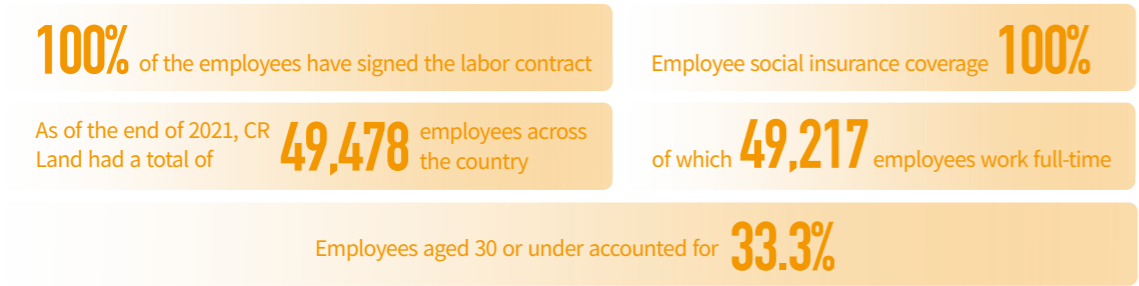 100% of the employees have signed the labor contract
Employee social insurance coverage 100%
As of the end of 2021, CR
Land had a total of
49,478
employees across
the country
of which 49,217 employees work full-time
Employees aged 30 or under accounted for 33.3%